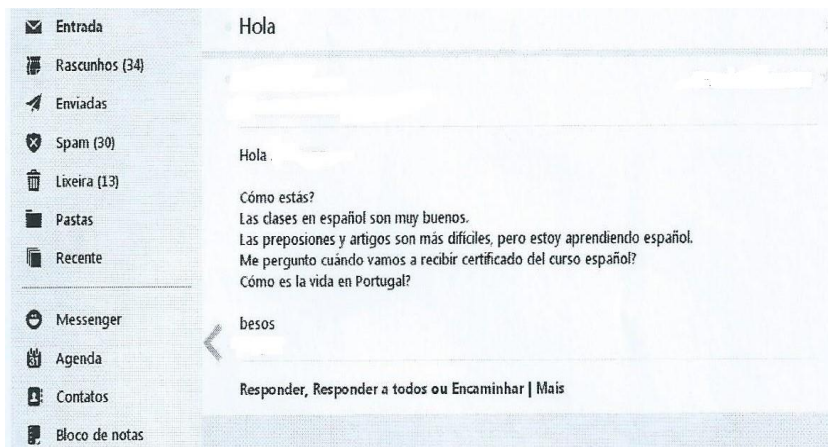 Entrada
Rascunhos (34)
Enviadas
Spam (30)
Lixeira (13)
Pastas
Recente
Messenger
Agenda
Contatos
Bloco de notas
Hola
Hola
Cómo estás?
Las clases en español son muy buenos.
Las preposiones y artigos son más difíciles, pero estoy aprendiendo español.
Me pergunto cuándo vamos a recibir certificado del curso español?
Cómo es la vida en Portugal?
besos
Responder, Responder a todos ou Encaminhar | Mais